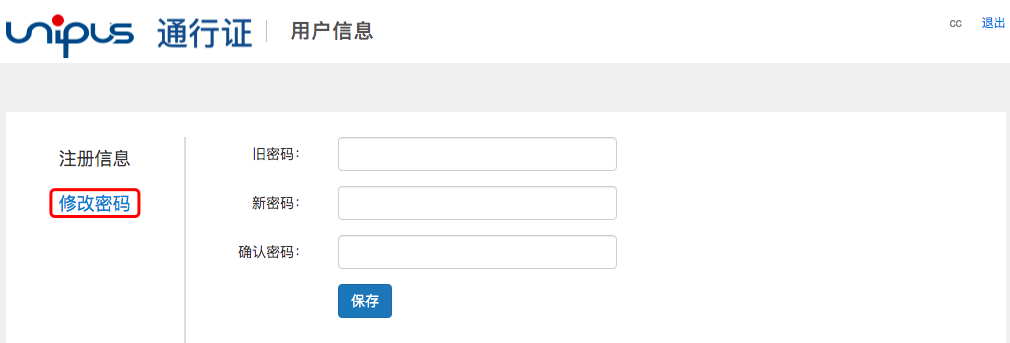 unipus 通行证 用户信息 cc 退出
注册信息
修改密码
旧密码：
新密码：
确认密码：
保存